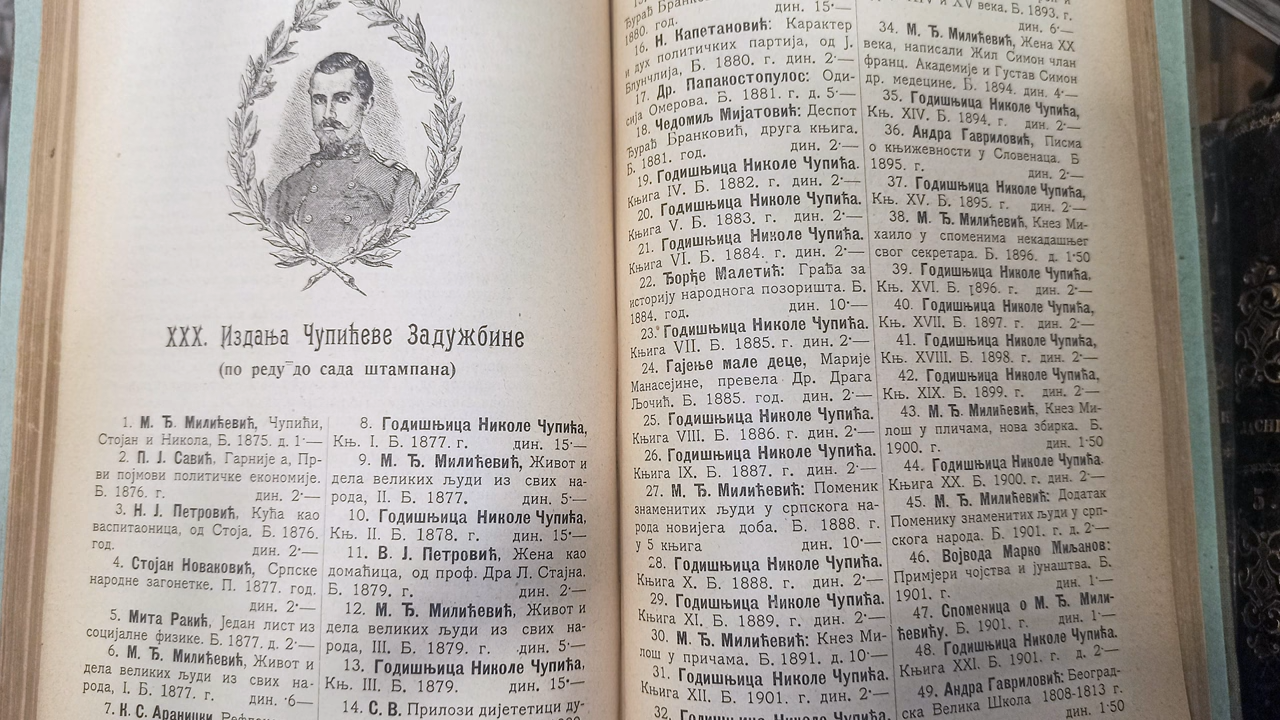 XXX. Издања Чупићеве Задужбине
(по реду до сада штампана)
1. М. Ђ. Милићевић, Чупићи,
Стојан и Никола, Б. 1875. д. 1·—
2. П. Ј. Савић, Гарније а, Пр-
ви појмови политичке економије.
Б. 1876. г. дин. 2·—
3. Н. Ј. Петровић, Кућа као
васпитаоница, од Стоја. Б. 1876.
год. дин. 2·—
4. Стојан Новаковић, Српске
народне загонетке. П. 1877. год.
дин. 2·—
5. Мита Ракић, Један лист из
социјалне физике. Б. 1877. д. 2·—
6. М. Ђ. Милићевић, Живот и
дела великих људи из свих на-
рода, I. Б. 1877. г. дин. ·6—
7. К. С. Араницки
8. Годишњица Николе Чупића,
Књ. I. Б. 1877. г. дин. 15·—
9. М. Ђ. Милићевић, Живот и
дела великих људи из свих на-
рода, II. Б. 1877. дин. 5·—
10. Годишњица Николе Чупића,
Књ. II. Б. 1878. г. дин. 15·—
11. В. Ј. Петровић, Жена као
домаћица, од проф. Дра Л. Стајна.
Б. 1879. г. дин. 2·—
12. М. Ђ. Милићевић, Живот и
дела великих људи из свих на-
рода, III. Б. 1879. г. дин. 5·—
13. Годишњица Николе Чупића,
Књ. III. Б. 1879. дин. 15·—
14. С. В. Прилози дијететици ду-
Ђурађ Бранковић дин. 15·—
1880. год.
16. Н. Капетановић: Карактер
и дух политичких партија, од Ј.
Блунчлија, Б. 1880. г. дин. 2·—
17. Др. Папакостопулос: Оди-
сија Омерова. Б. 1881. г. д. 5·—
18. Чедомиљ Мијатовић: Деспот
Ђурађ Бранковић, друга књига.
Б. 1881. год. дин. 2·—
19. Годишњица Николе Чупића.
Књига IV. Б. 1882. г. дин. 2·—
20. Годишњица Николе Чупића.
Књига V. Б. 1883. г. дин. 2·—
21. Годишњица Николе Чупића.
Књига VI. Б. 1884. г. дин. 2·—
22. Ђорђе Малетић: Грађа за
историју народнога позоришта. Б.
1884. год. дин. 10·—
23. Годишњица Николе Чупића.
Књига VII. Б. 1885. г. дин. 2·—
24. Гајење мале деце, Марије
Манасејине, превела Др. Драга
Љочић. Б. 1885. год. дин. 2·—
25. Годишњица Николе Чупића.
Књига VIII. Б. 1886. г. дин. 2·—
26. Годишњица Николе Чупића.
Књига IX. Б. 1887. г. дин. 2·—
27. М. Ђ. Милићевић: Поменик
знаменитих људи у српскога на-
рода новијега доба. Б. 1888. г.
у 5 књига дин. 10·—
28. Годишњица Николе Чупића.
Књига X. Б. 1888. г. дин. 2·—
29. Годишњица Николе Чупића.
Књига XI. Б. 1889. г. дин. 2·—
30. М. Ђ. Милићевић: Кнез Ми-
лош у причама. Б. 1891. д. 10·—
31. Годишњица Николе Чупића.
Књига XII. Б. 1901. г. дин. 2·—
32. Годишњица Николе Чупића.
XIV и XV века. Б. 1893. г.
дин. 6·—
34. М. Ђ. Милићевић, Жена XX
века, написали Жил Симон члан
франц. Академије и Густав Симон
др. медецине. Б. 1894. дин. 4·—
35. Годишњица Николе Чупића,
Књ. XIV. Б. 1894. г. дин. 2·—
36. Андра Гавриловић, Писма
о књижевности у Словенаца. Б
1895. г. дин. 2·—
37. Годишњица Николе Чупића,
Књ. XV. Б. 1895. г. дин. 2·—
38. М. Ђ. Милићевић, Кнез Ми-
хаило у споменима некадашњег
свог секретара. Б. 1896. д. 1·50
39. Годишњица Николе Чупића,
Књ. XVI. Б. 1896. г. дин. 2·—
40. Годишњица Николе Чупића,
Књ. XVII. Б. 1897. г. дин. 2·—
41. Годишњица Николе Чупића,
Књ. XVIII. Б. 1898. г. дин. 2·—
42. Годишњица Николе Чупића,
Књ. XIX. Б. 1899. г. дин. 2·—
43. М. Ђ. Милићевић, Кнез Ми-
лош у пличама, нова збирка. Б.
1900. г. дин. 1·50
44. Годишњица Николе Чупића.
Књига XX. Б. 1900. г. дин. 2·—
45. М. Ђ. Милићевић: Додатак
Поменику знаменитих људи у срп-
скога народа. Б. 1901. г. д. 2·—
46. Војвода Марко Миљанов:
Примјери чојства и јунаштва. Б.
1901. г. дин. 1·—
47. Споменица о М. Ђ. Мили-
ћевићу. Б. 1901. г. дин. 1·—
48. Годишњица Николе Чупића.
Књига XXI. Б. 1901. г. д. 2·—
49. Андра Гавриловић: Београд-
ска Велика Школа 1808-1813 г.
дин. 1·50